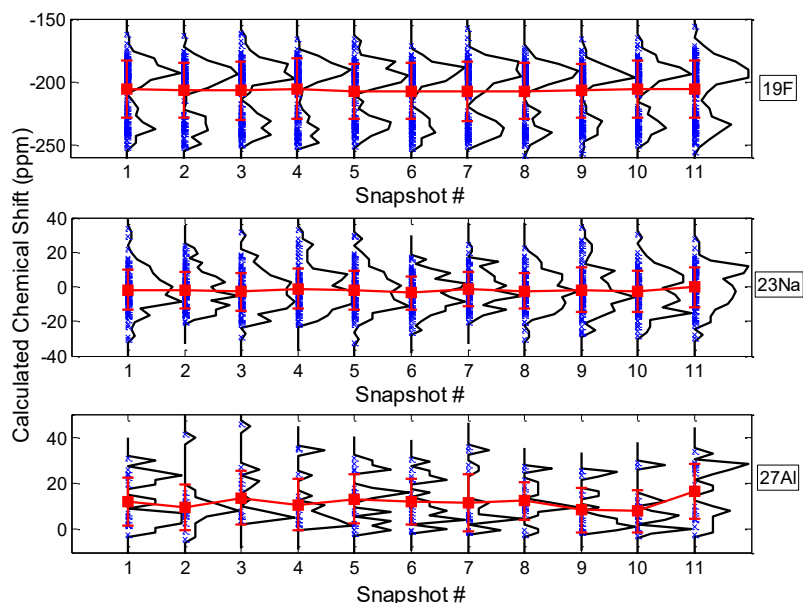 Calculated Chemical Shift (ppm)
-150
-200
-250
1 2 3 4 5 6 7 8 9 10 11
Snapshot #
19F
40
20
0
-20
-40
1 2 3 4 5 6 7 8 9 10 11
Snapshot #
23Na
40
20
0
1 2 3 4 5 6 7 8 9 10 11
Snapshot #
27Al